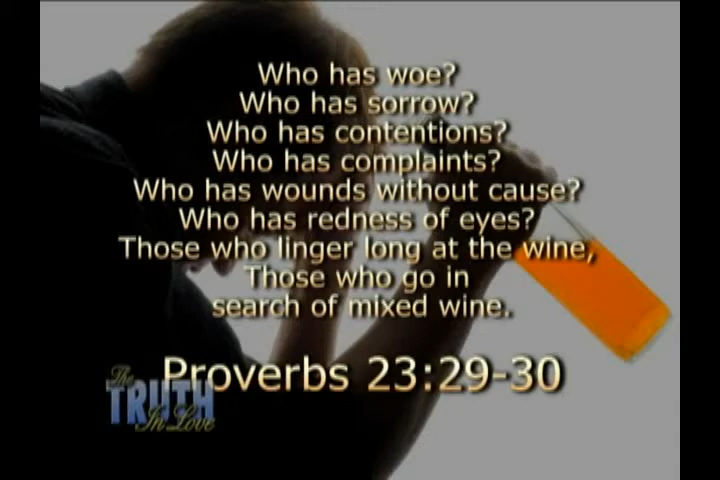 Who has woe?
Who has sorrow?
Who has contentions?
Who has complaints?
Who has wounds without cause?
Who has redness of eyes?
Those who linger long at the wine,
Those who go in
search of mixed wine.
Proverbs 23:29-30
The
TRUTH
In Love